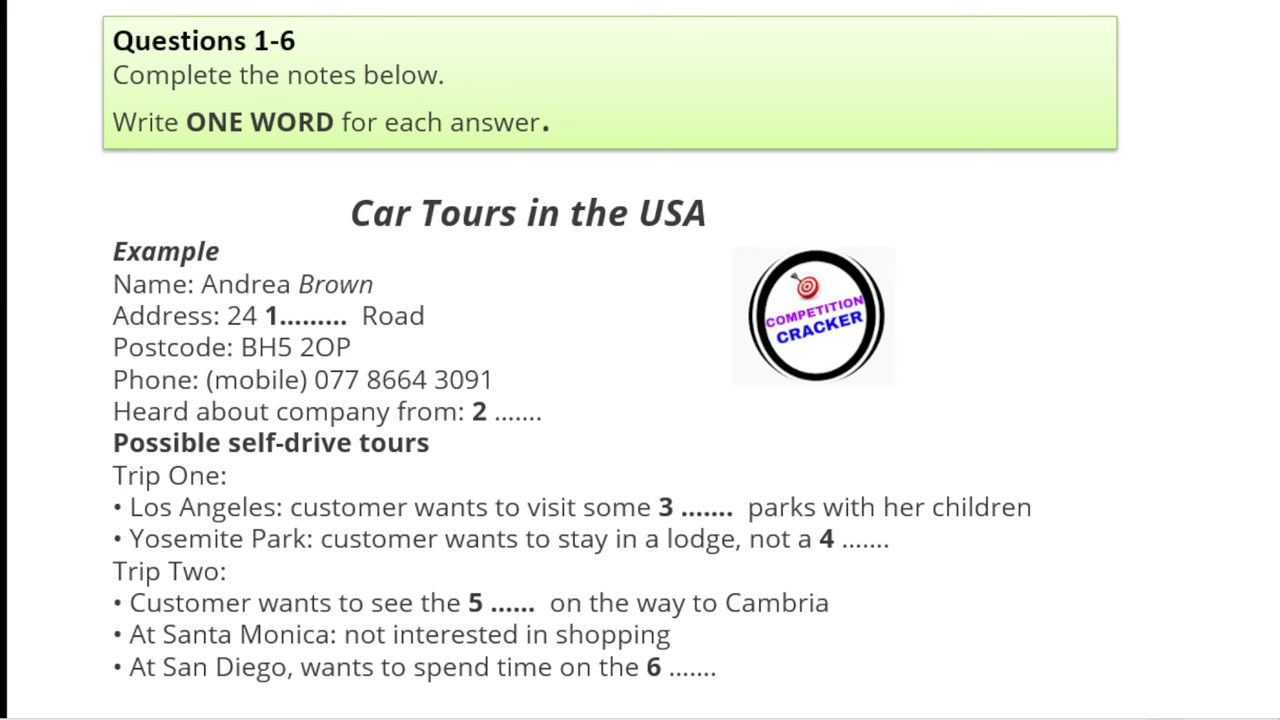 Questions 1-6
Complete the notes below.
Write ONE WORD for each answer.
Car Tours in the USA
Example
Name: Andrea Brown
Address: 24 1......... Road
Postcode: BH5 2OP
Phone: (mobile) 077 8664 3091
Heard about company from: 2 .......
Possible self-drive tours
Trip One:
• Los Angeles: customer wants to visit some 3 ....... parks with her children
• Yosemite Park: customer wants to stay in a lodge, not a 4 .......
Trip Two:
• Customer wants to see the 5 ...... on the way to Cambria
• At Santa Monica: not interested in shopping
• At San Diego, wants to spend time on the 6 .......
COMPETITION
CRACKER